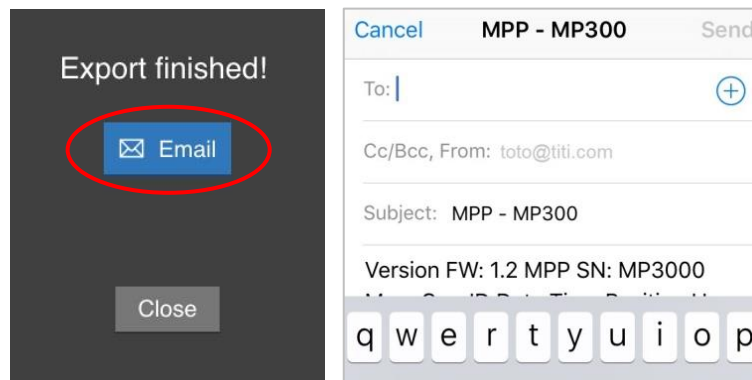 Export finished!
Email
Close
Cancel MPP - MP300 Send
To:
Cc/Bcc, From: toto@titi.com
Subject: MPP - MP300
Version FW: 1.2 MPP SN: MP3000
q w e r t y u i o p